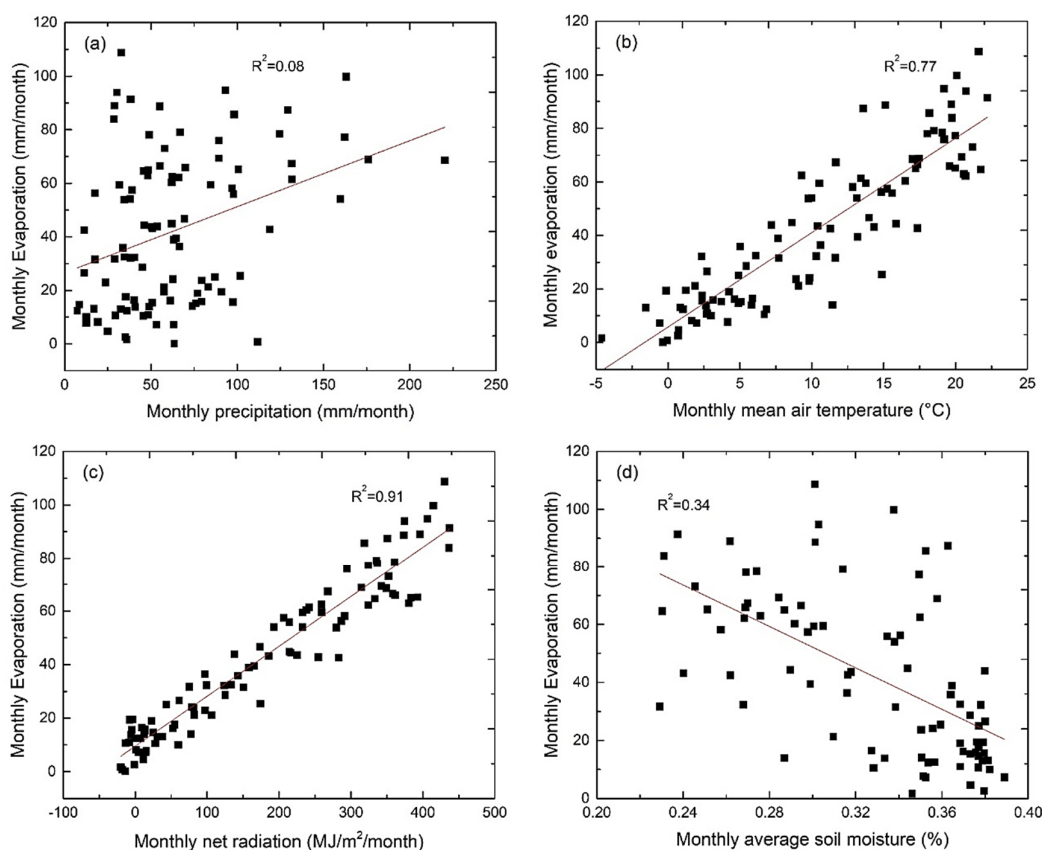 (a)
R²=0.08
Monthly Evaporation (mm/month)
120
100
80
60
40
20
0
0 50 100 150 200 250
Monthly precipitation (mm/month)
(b)
R²=0.77
Monthly evaporation (mm/month)
120
100
80
60
40
20
0
-5 0 5 10 15 20 25
Monthly mean air temperature (°C)
(c)
R²=0.91
Monthly Evaporation (mm/month)
120
100
80
60
40
20
0
-100 0 100 200 300 400 500
Monthly net radiation (MJ/m²/month)
(d)
R²=0.34
Monthly Evaporation (mm/month)
120
100
80
60
40
20
0
0.20 0.24 0.28 0.32 0.36 0.40
Monthly average soil moisture (%)